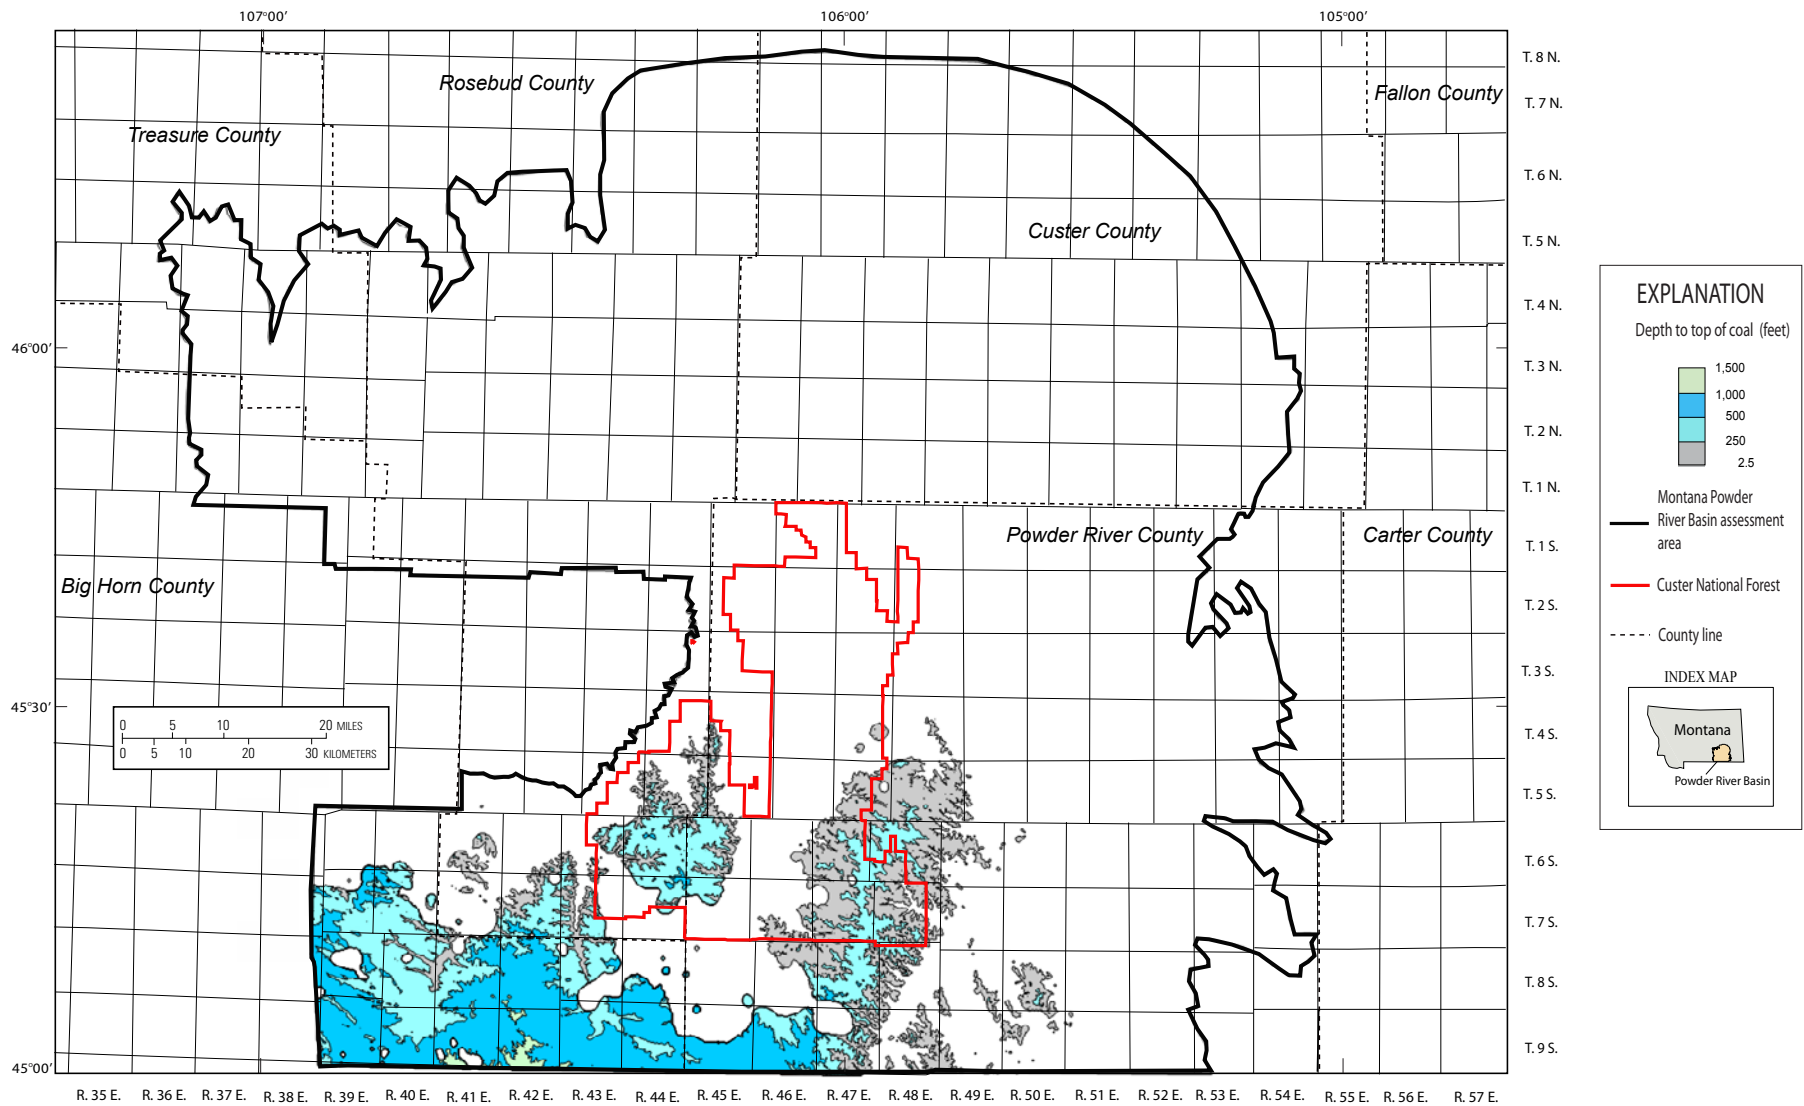 107°00′ 106°00′ 105°00′
Rosebud County
Treasure County
Fallon County
Custer County
Powder River County
Carter County
Big Horn County
46°00′
45°30′
45°00′
T. 8 N.
T. 7 N.
T. 6 N.
T. 5 N.
T. 4 N.
T. 3 N.
T. 2 N.
T. 1 N.
T. 1 S.
T. 2 S.
T. 3 S.
T. 4 S.
T. 5 S.
T. 6 S.
T. 7 S.
T. 8 S.
T. 9 S.
0 5 10 20 MILES
0 5 10 20 30 KILOMETERS
R. 35 E. R. 36 E. R. 37 E. R. 38 E. R. 39 E. R. 40 E. R. 41 E. R. 42 E. R. 43 E. R. 44 E. R. 45 E. R. 46 E. R. 47 E. R. 48 E. R. 49 E. R. 50 E. R. 51 E. R. 52 E. R. 53 E. R. 54 E. R. 55 E. R. 56 E. R. 57 E.
EXPLANATION
Depth to top of coal (feet)
1,500
1,000
500
250
2.5
Montana Powder
River Basin assessment
area
Custer National Forest
County line
INDEX MAP
Montana
Powder River Basin